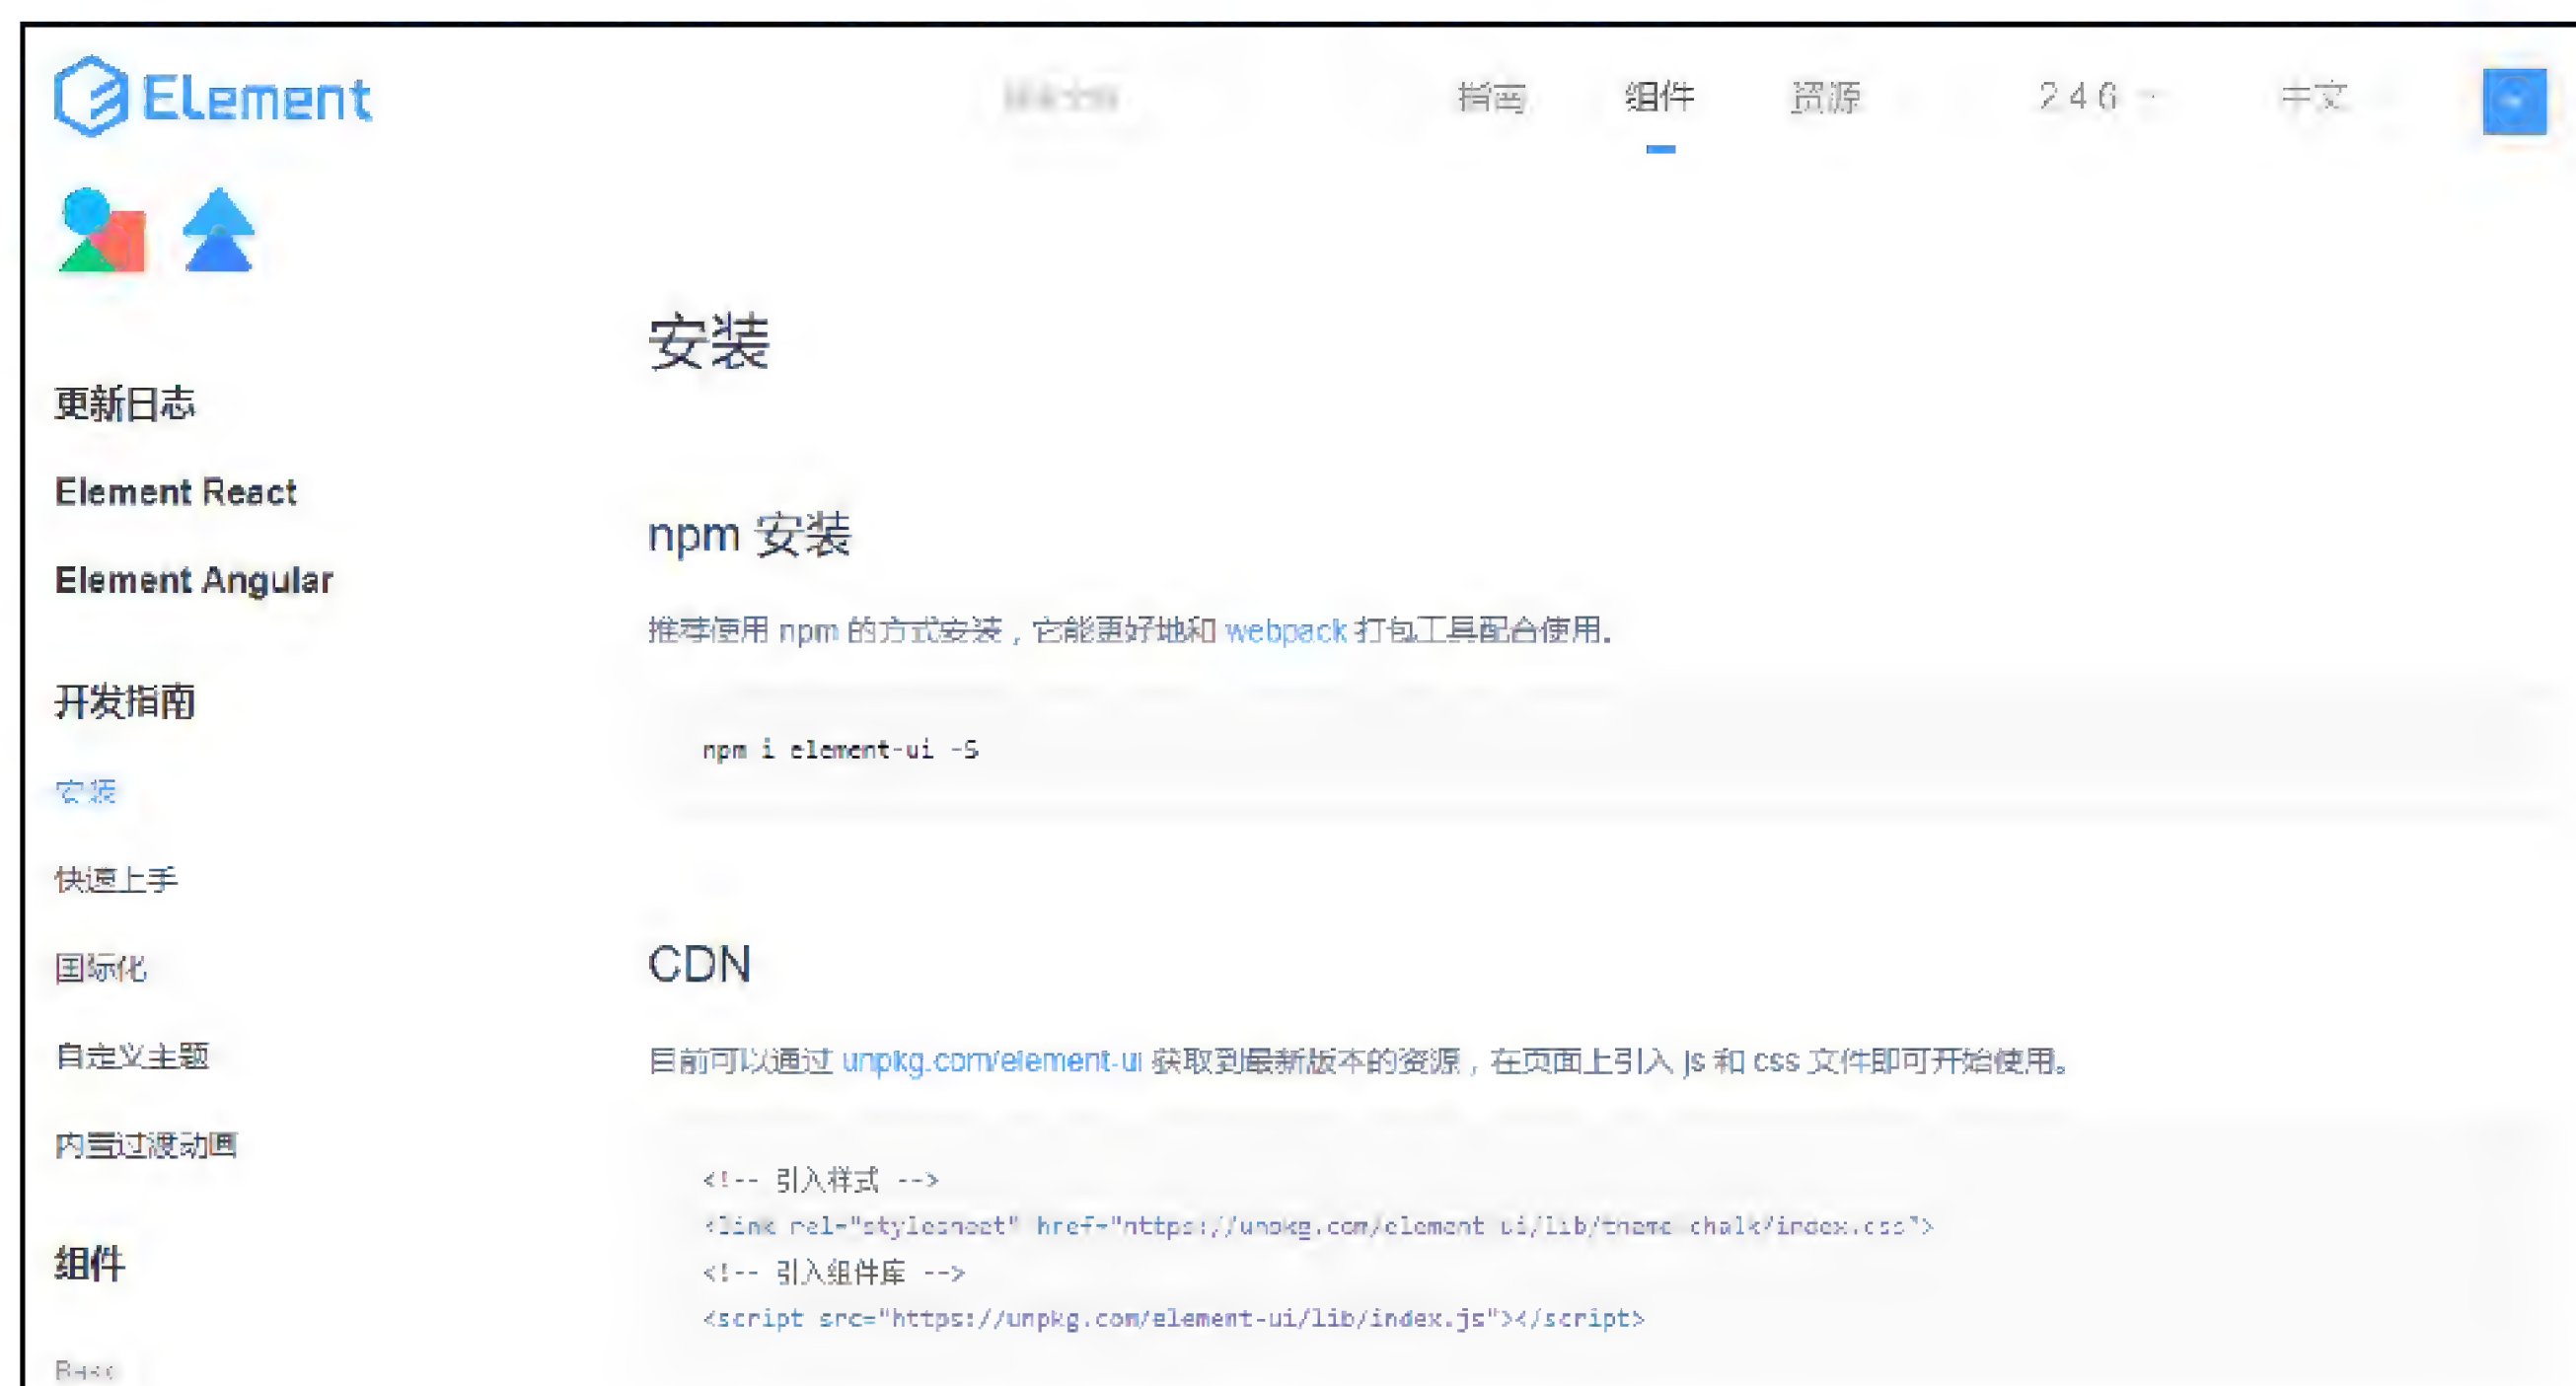 Element
指南 组件 资源 2.4.6 中文
更新日志
Element React
Element Angular
开发指南
安装
快速上手
国际化
自定义主题
内置过渡动画
组件
安装
npm 安装
推荐使用 npm 的方式安装，它能更好地和 webpack 打包工具配合使用。
npm i element-ui -S
CDN
目前可以通过 unpkg.com/element-ui 获取到最新版本的资源，在页面上引入 js 和 css 文件即可开始使用。
<!-- 引入样式 -->
<link rel="stylesheet" href="https://unpkg.com/element-ui/lib/theme-chalk/index.css">
<!-- 引入组件库 -->
<script src="https://unpkg.com/element-ui/lib/index.js"></script>